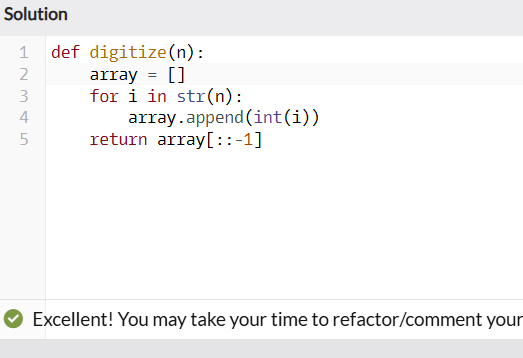 Solution
1 def digitize(n):
2     array = []
3     for i in str(n):
4         array.append(int(i))
5     return array[::-1]
Excellent! You may take your time to refactor/comment your